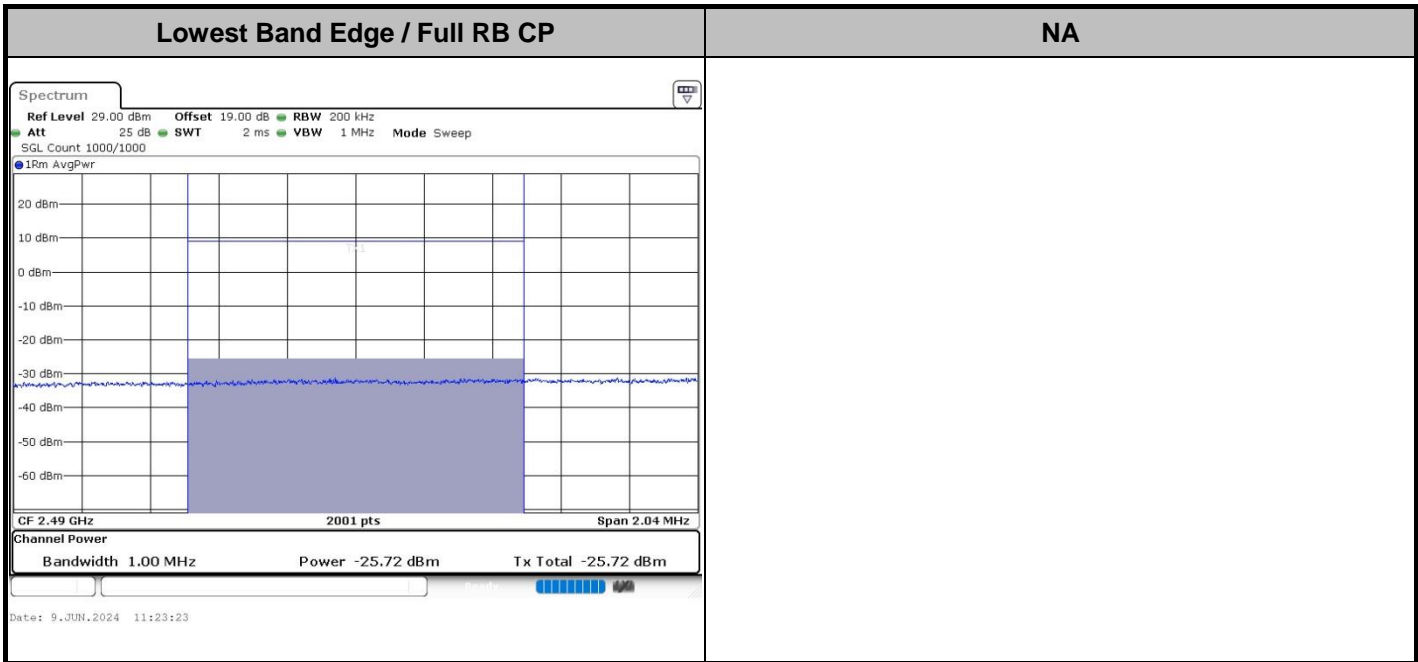 Lowest Band Edge / Full RB CP
NA
Spectrum
Ref Level 29.00 dBm Offset 19.00 dB RBW 200 kHz
Att 25 dB SWT 2 ms VBW 1 MHz Mode Sweep
SGL Count 1000/1000
1Rm AvgPwr
20 dBm
10 dBm
0 dBm
-10 dBm
-20 dBm
-30 dBm
-40 dBm
-50 dBm
-60 dBm
CF 2.49 GHz 2001 pts Span 2.04 MHz
Channel Power
Bandwidth 1.00 MHz Power -25.72 dBm Tx Total -25.72 dBm
Date: 9.JUN.2024 11:23:23